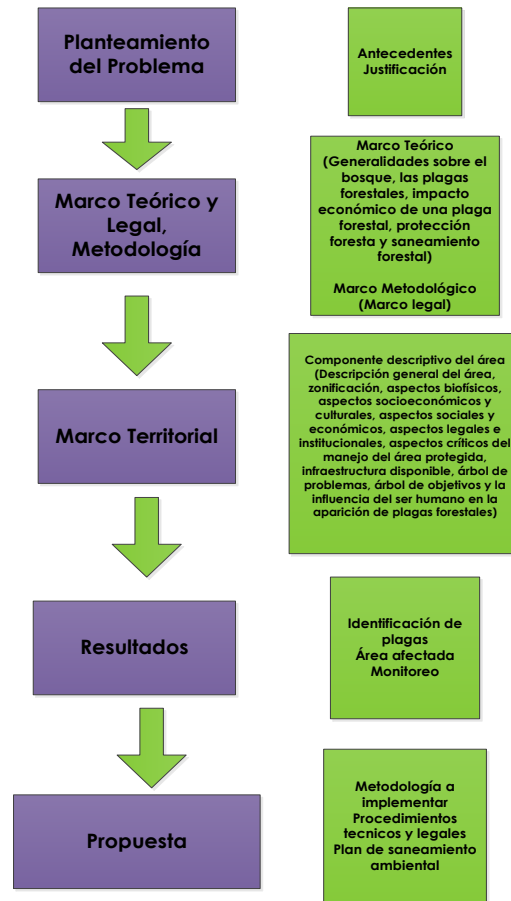 Planteamiento
del Problema
Antecedentes
Justificación
Marco Teórico y
Legal,
Metodología
Marco Teórico
(Generalidades sobre el
bosque, las plagas
forestales, impacto
económico de una plaga
forestal, protección
foresta y saneamiento
forestal)
Marco Metodológico
(Marco legal)
Marco Territorial
Componente descriptivo del área
(Descripción general del área,
zonificación, aspectos biofísicos,
aspectos socioeconómicos y
culturales, aspectos sociales y
económicos, aspectos legales e
institucionales, aspectos críticos del
manejo del área protegida,
infraestructura disponible, árbol de
problemas, árbol de objetivos y la
influencia del ser humano en la
aparición de plagas forestales)
Resultados
Identificación de
plagas
Área afectada
Monitoreo
Propuesta
Metodología a
implementar
Procedimientos
tecnicos y legales
Plan de saneamiento
ambiental